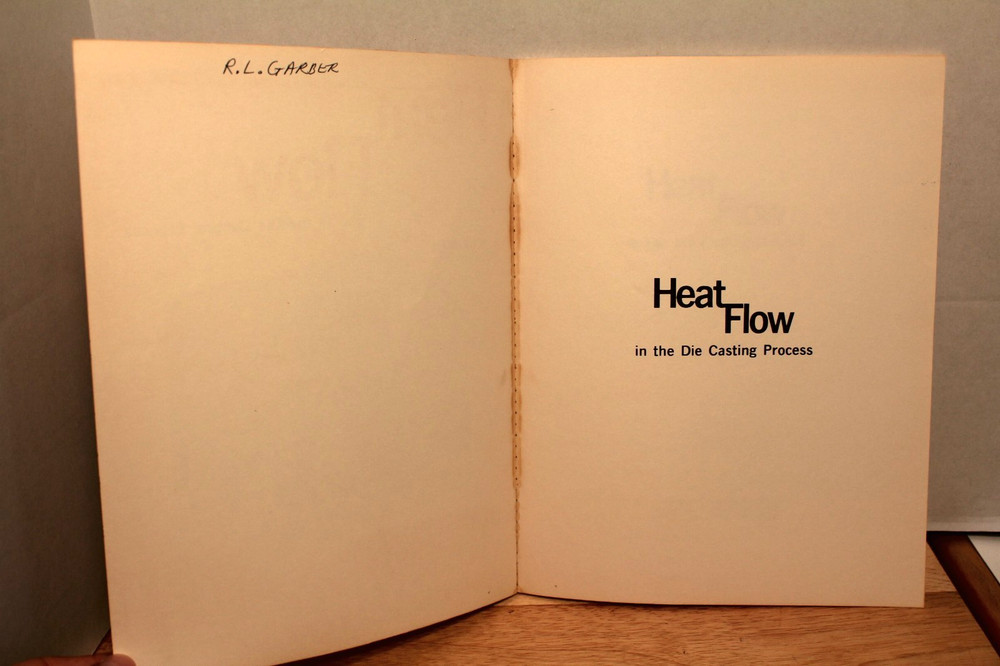 R.L. GARBER
Heat
Flow
in the Die Casting Process